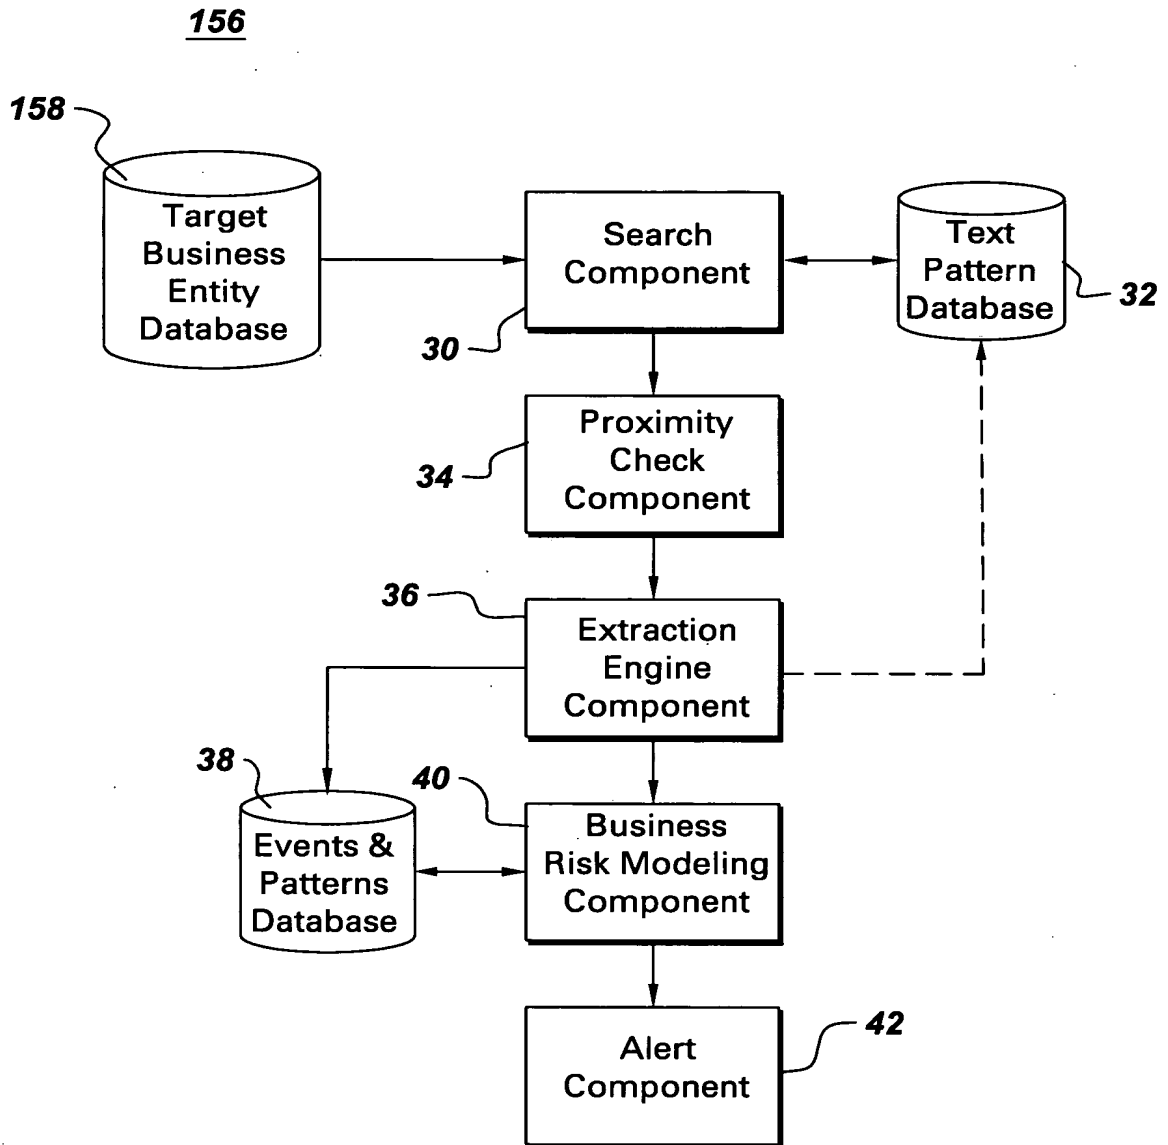 156
158
Target
Business
Entity
Database
Search
Component
30
Text
Pattern
Database
32
Proximity
Check
Component
34
36
Extraction
Engine
Component
38
Events &
Patterns
Database
40
Business
Risk Modeling
Component
Alert
Component
42